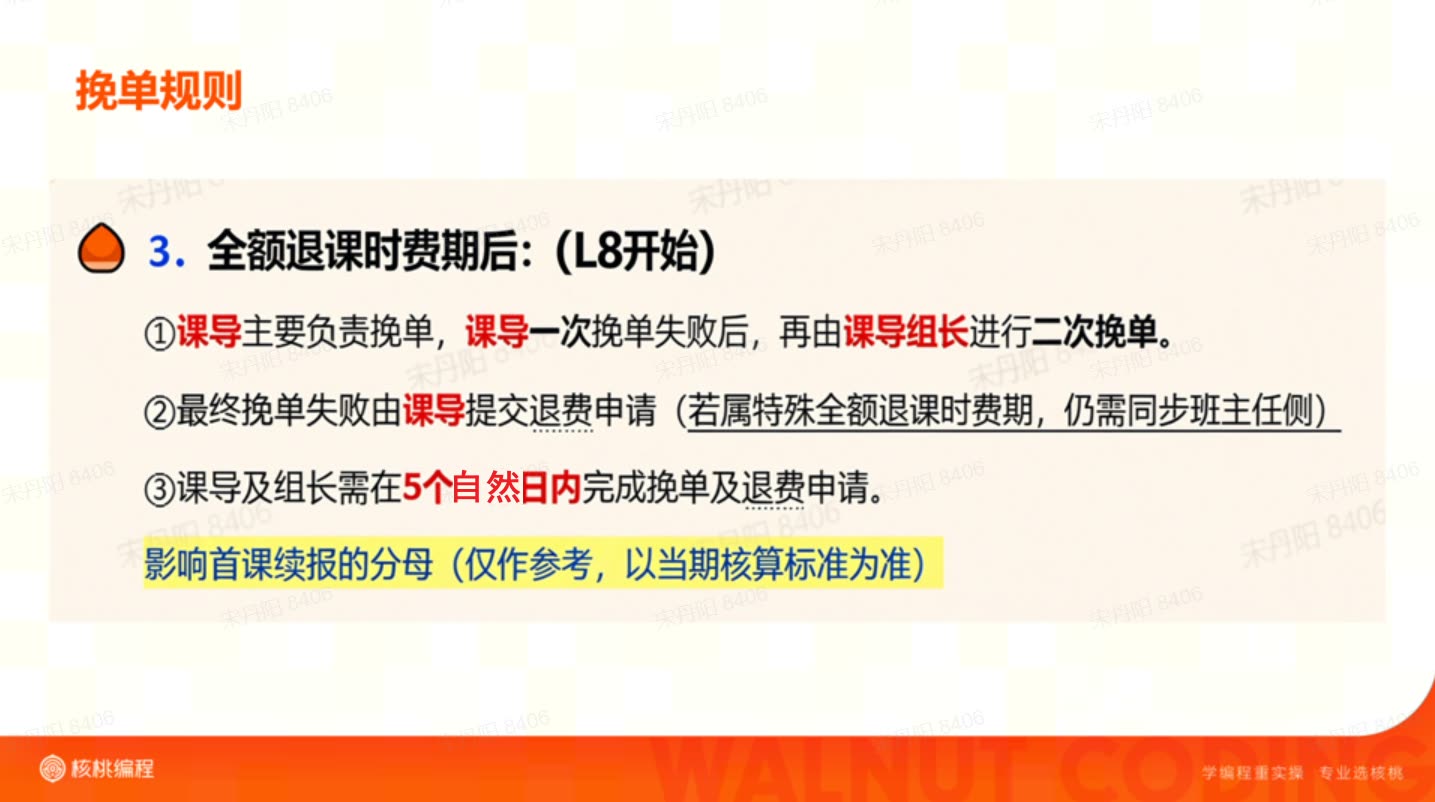 挽单规则
3. 全额退课时费期后：(L8开始)
①课导主要负责挽单，课导一次挽单失败后，再由课导组长进行二次挽单。
②最终挽单失败由课导提交退费申请（若属特殊全额退课时费期，仍需同步班主任侧）
③课导及组长需在5个自然日内完成挽单及退费申请。
影响首课续报的分母（仅作参考，以当期核算标准为准）
核桃编程
WALNUT CODING
学编程重实操 专业选核桃
宋丹阳 8406